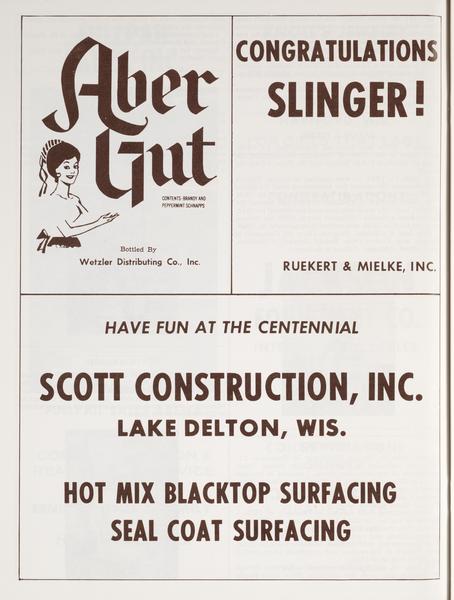 Aber
Gut
CONTENTS-BRANDY AND
PEPPERMINT SCHNAPPS
Bottled By
Wetzler Distributing Co., Inc.
CONGRATULATIONS
SLINGER!
RUEKERT & MIELKE, INC.
HAVE FUN AT THE CENTENNIAL
SCOTT CONSTRUCTION, INC.
LAKE DELTON, WIS.
HOT MIX BLACKTOP SURFACING
SEAL COAT SURFACING